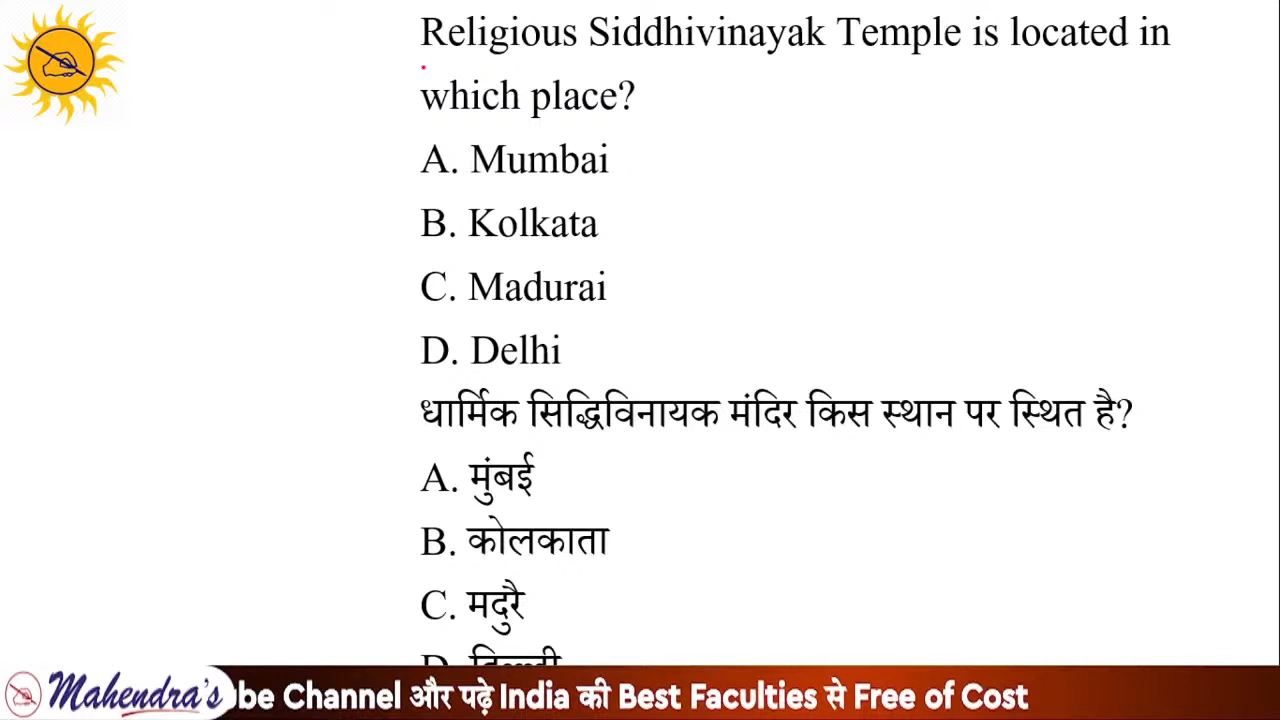 Religious Siddhivinayak Temple is located in
which place?
A. Mumbai
B. Kolkata
C. Madurai
D. Delhi
धार्मिक सिद्धिविनायक मंदिर किस स्थान पर स्थित है?
A. मुंबई
B. कोलकाता
C. मदुरै
Mahendra's
Channel और पढ़े India की Best Faculties से Free of Cost